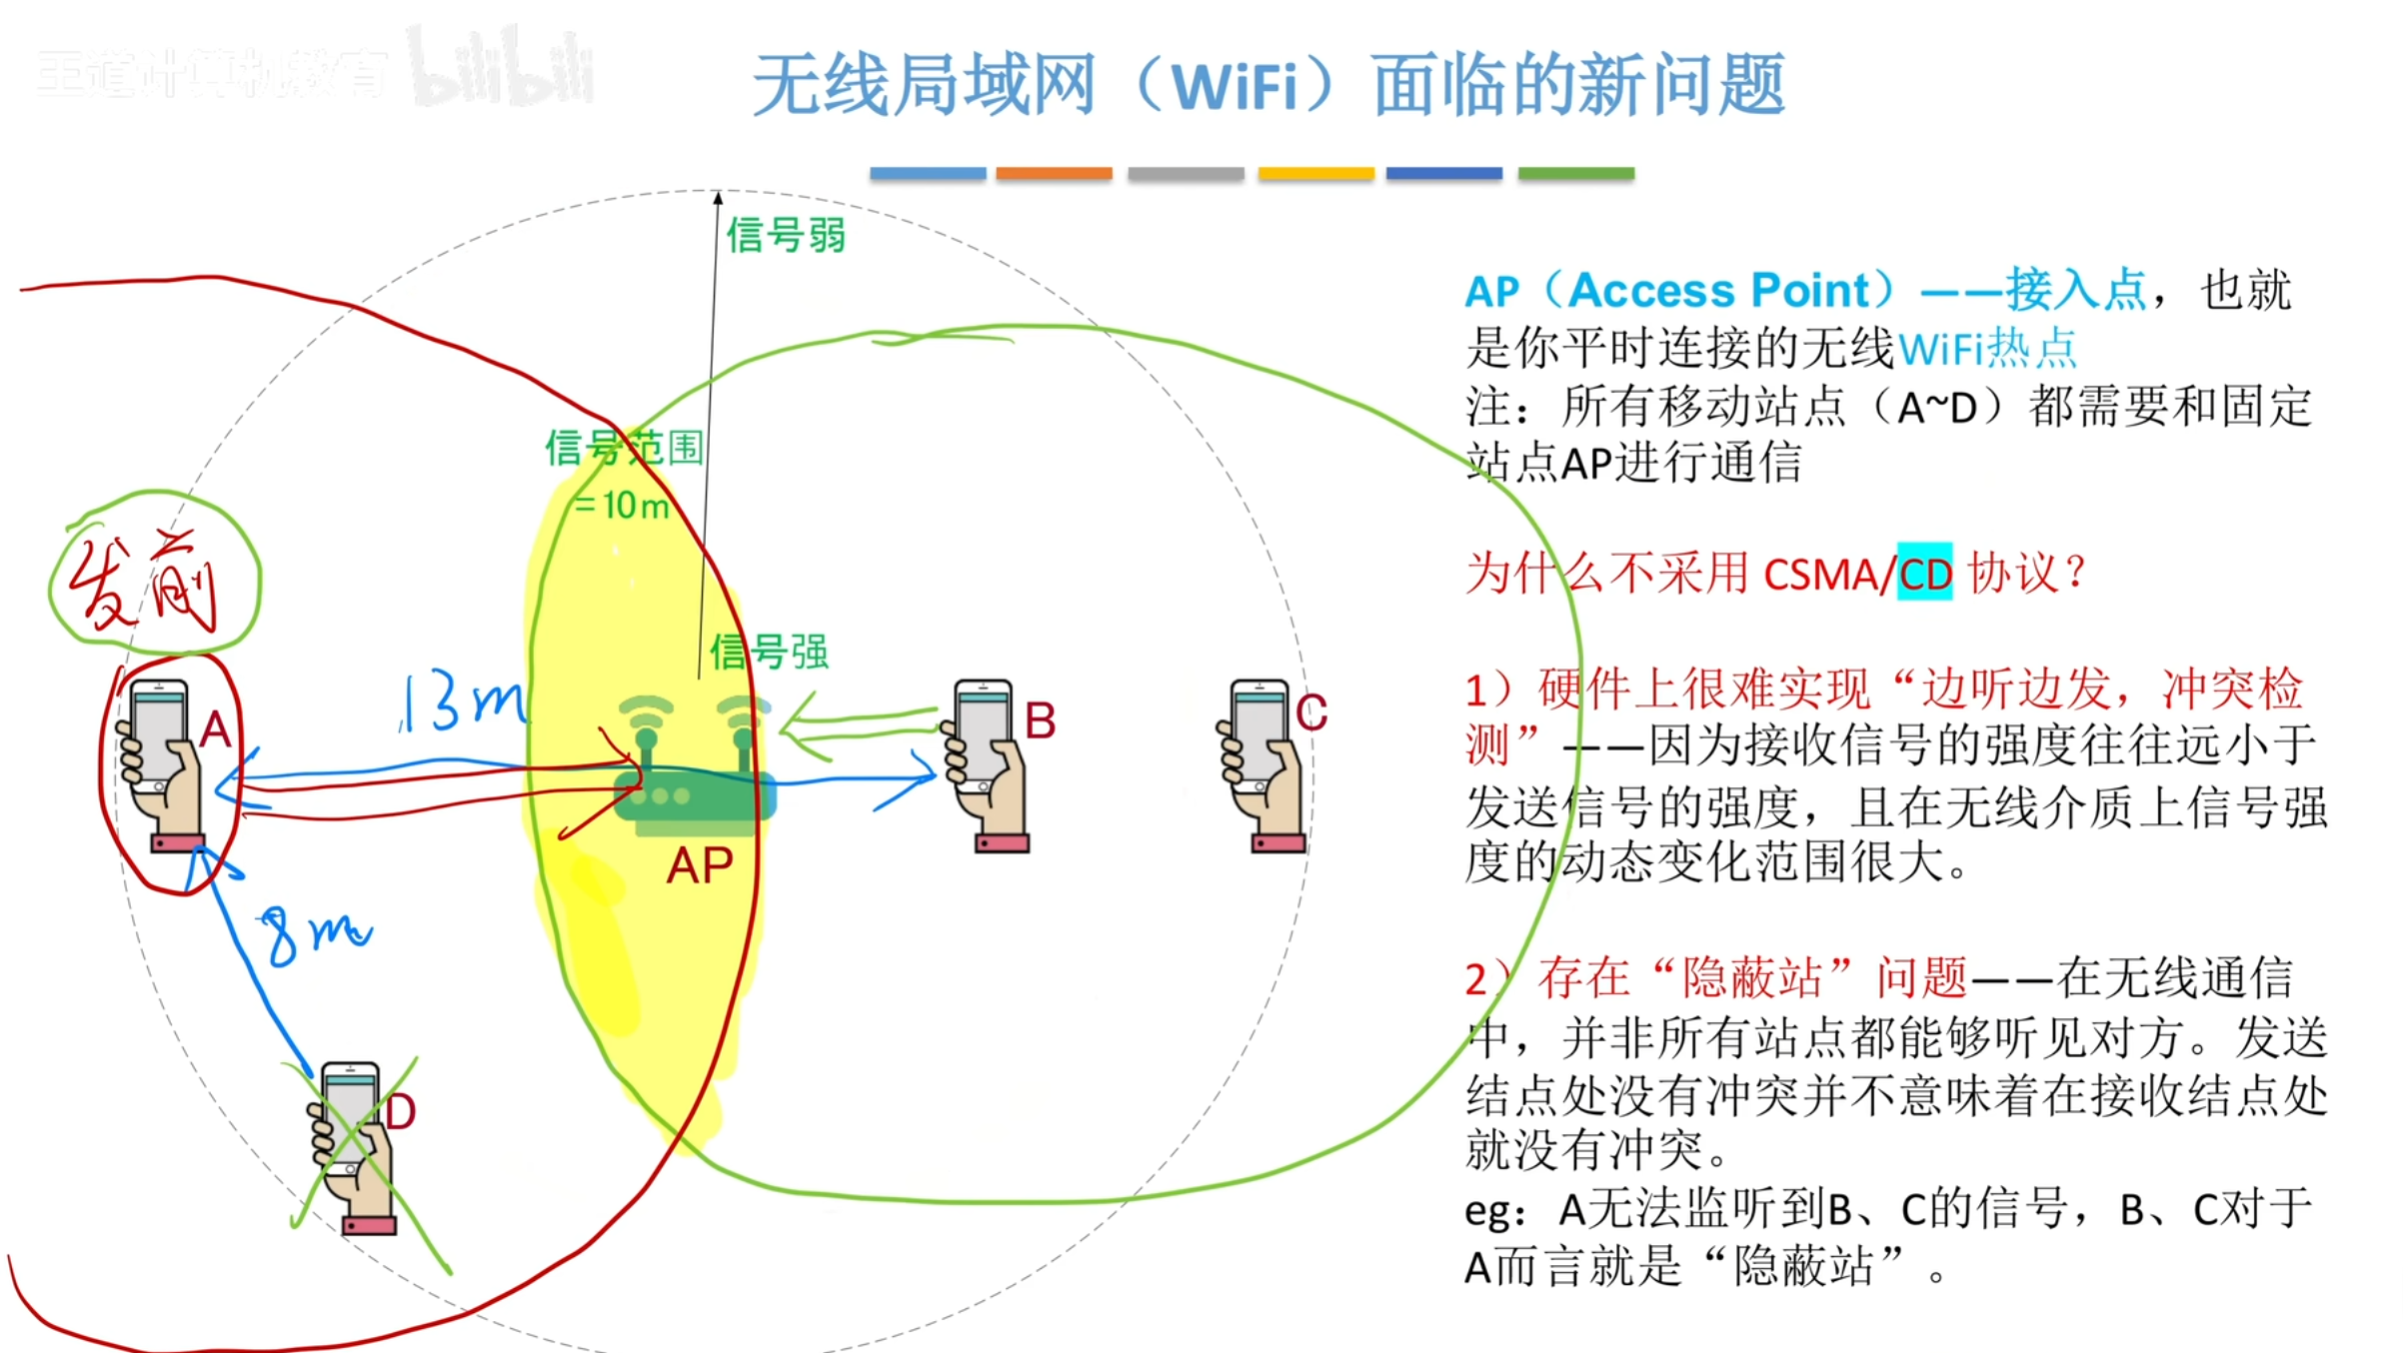 王道计算机教育 bilibili
无线局域网（WiFi）面临的新问题
信号弱
信号范围
=10m
信号强
发前
13m
8m
A
B
C
D
AP
AP（Access Point）——接入点，也就
是你平时连接的无线WiFi热点
注：所有移动站点（A~D）都需要和固定
站点AP进行通信
为什么不采用 CSMA/CD 协议？
1）硬件上很难实现“边听边发，冲突检
测”——因为接收信号的强度往往远小于
发送信号的强度，且在无线介质上信号强
度的动态变化范围很大。
2）存在“隐蔽站”问题——在无线通信
中，并非所有站点都能够听见对方。发送
结点处没有冲突并不意味着在接收结点处
就没有冲突。
eg：A无法监听到B、C的信号，B、C对于
A而言就是“隐蔽站”。